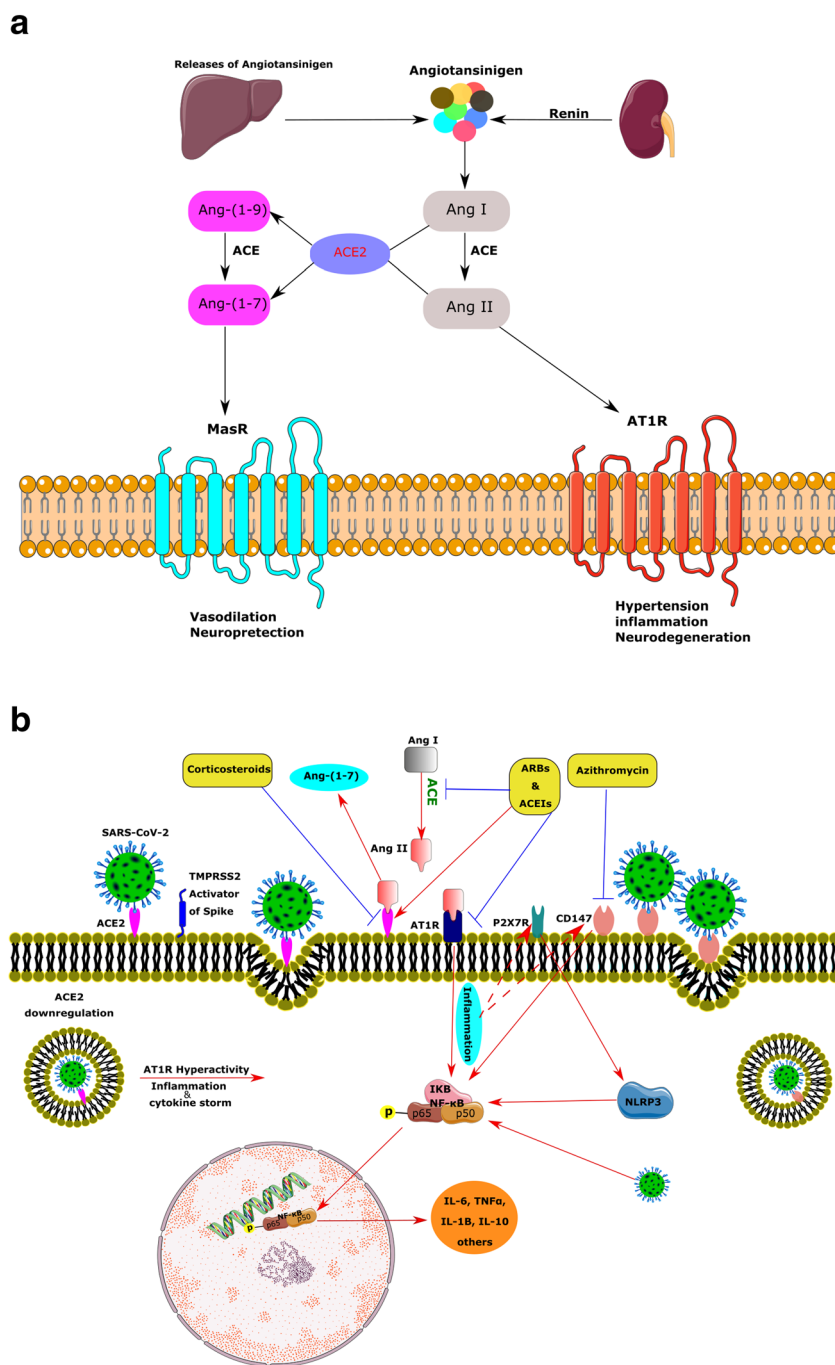 a
Releases of Angiotansinigen
Angiotansinigen
Renin
Ang-(1-9)
Ang I
ACE
ACE2
ACE
Ang-(1-7)
Ang II
MasR
AT1R
Vasodilation
Neuropretection
Hypertension
inflammation
Neurodegeneration
b
Ang I
Corticosteroids
Ang-(1-7)
ACE
ARBs
&
ACEIs
Azithromycin
SARS-CoV-2
Ang II
TMPRSS2
Activator
of Spike
ACE2
AT1R
P2X7R
CD147
ACE2
downregulation
Inflammation
AT1R Hyperactivity
Inflammation
&
cytokine storm
IKB
NF-κB
P
p65
p50
NLRP3
NF-κB
P
p65
p50
IL-6, TNFα,
IL-1B, IL-10
others